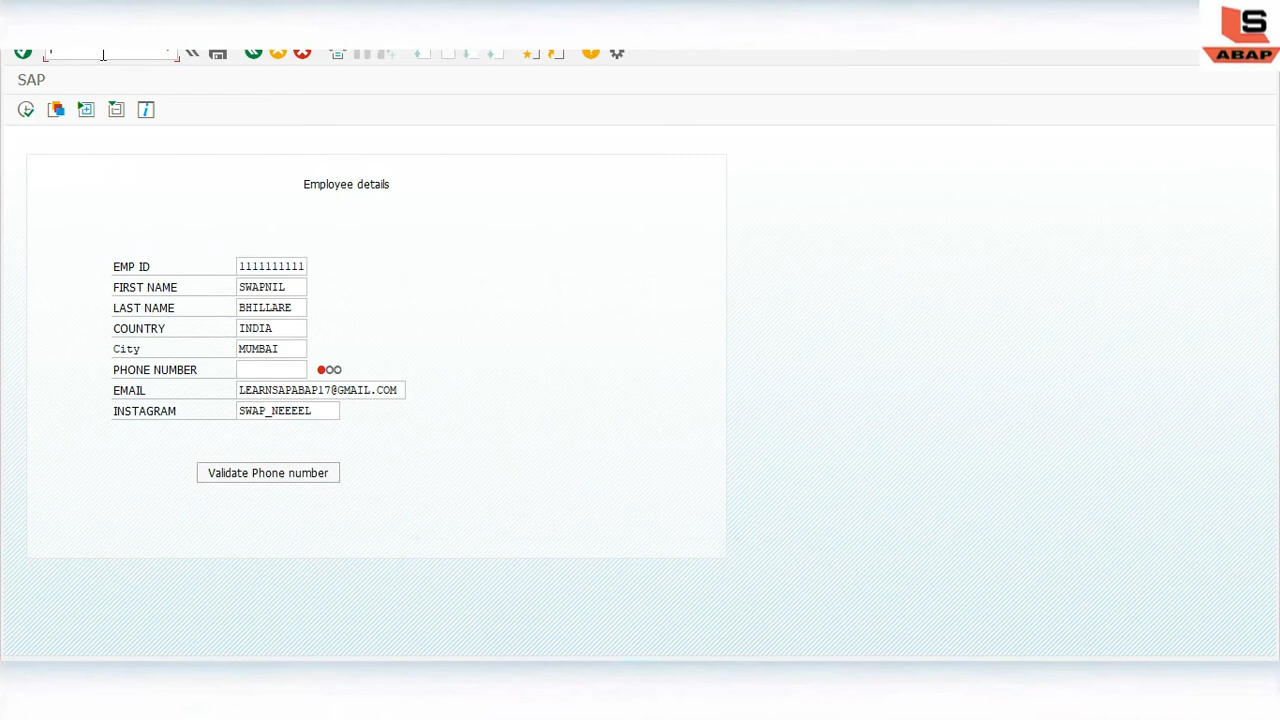 S
ABAP
SAP
Employee details
EMP ID 1111111111
FIRST NAME SWAPNIL
LAST NAME BHILLARE
COUNTRY INDIA
City MUMBAI
PHONE NUMBER
EMAIL LEARNSAPABAP17@GMAIL.COM
INSTAGRAM SWAP_NEEEEL
Validate Phone number